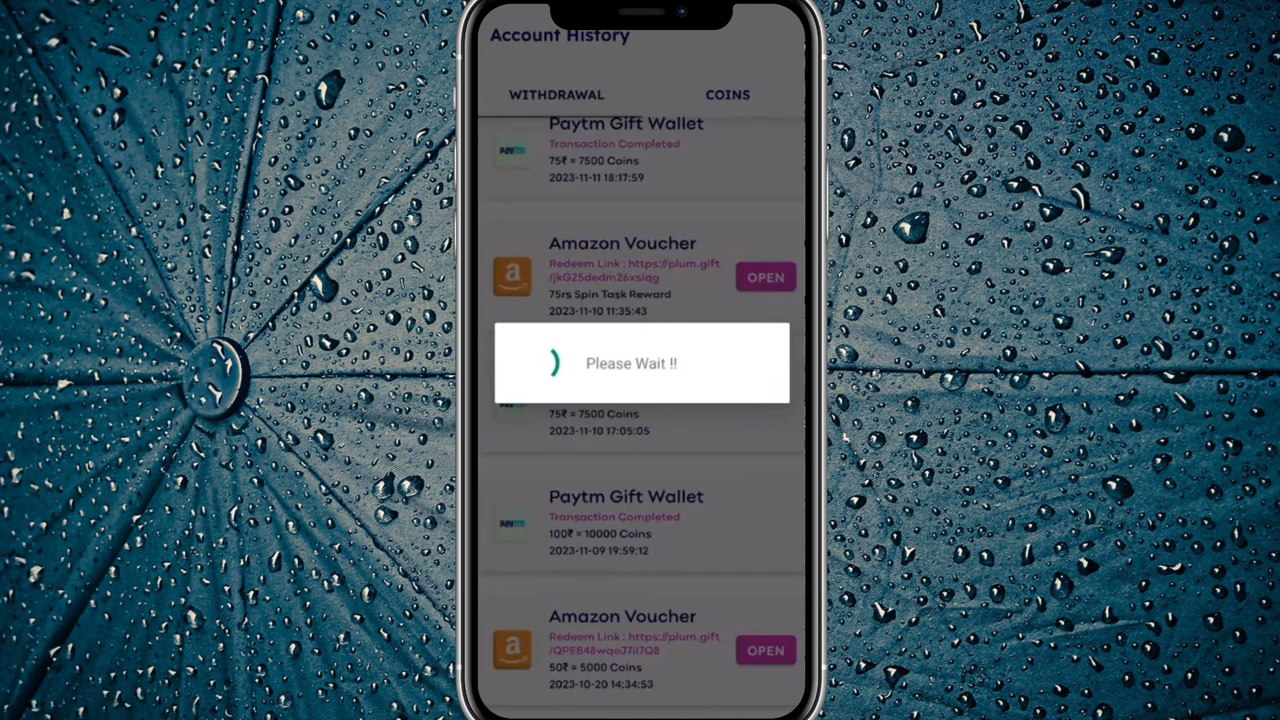 Account History
WITHDRAWAL
COINS
Paytm Gift Wallet
Transaction Completed
paytm
75₹ = 7500 Coins
2023-11-11 18:17:59
Amazon Voucher
Redeem Link : https://plum.gift
/jkG25dedm26xsiqg
OPEN
75rs Spin Task Reward
2023-11-10 11:35:43
Please Wait !!
75₹ = 7500 Coins
2023-11-10 17:05:05
Paytm Gift Wallet
Transaction Completed
paytm
100₹ = 10000 Coins
2023-11-09 19:59:12
Amazon Voucher
Redeem Link : https://plum.gift
/QPEB48wqeJ7il7Q8
OPEN
50₹ = 5000 Coins
2023-10-20 14:34:53